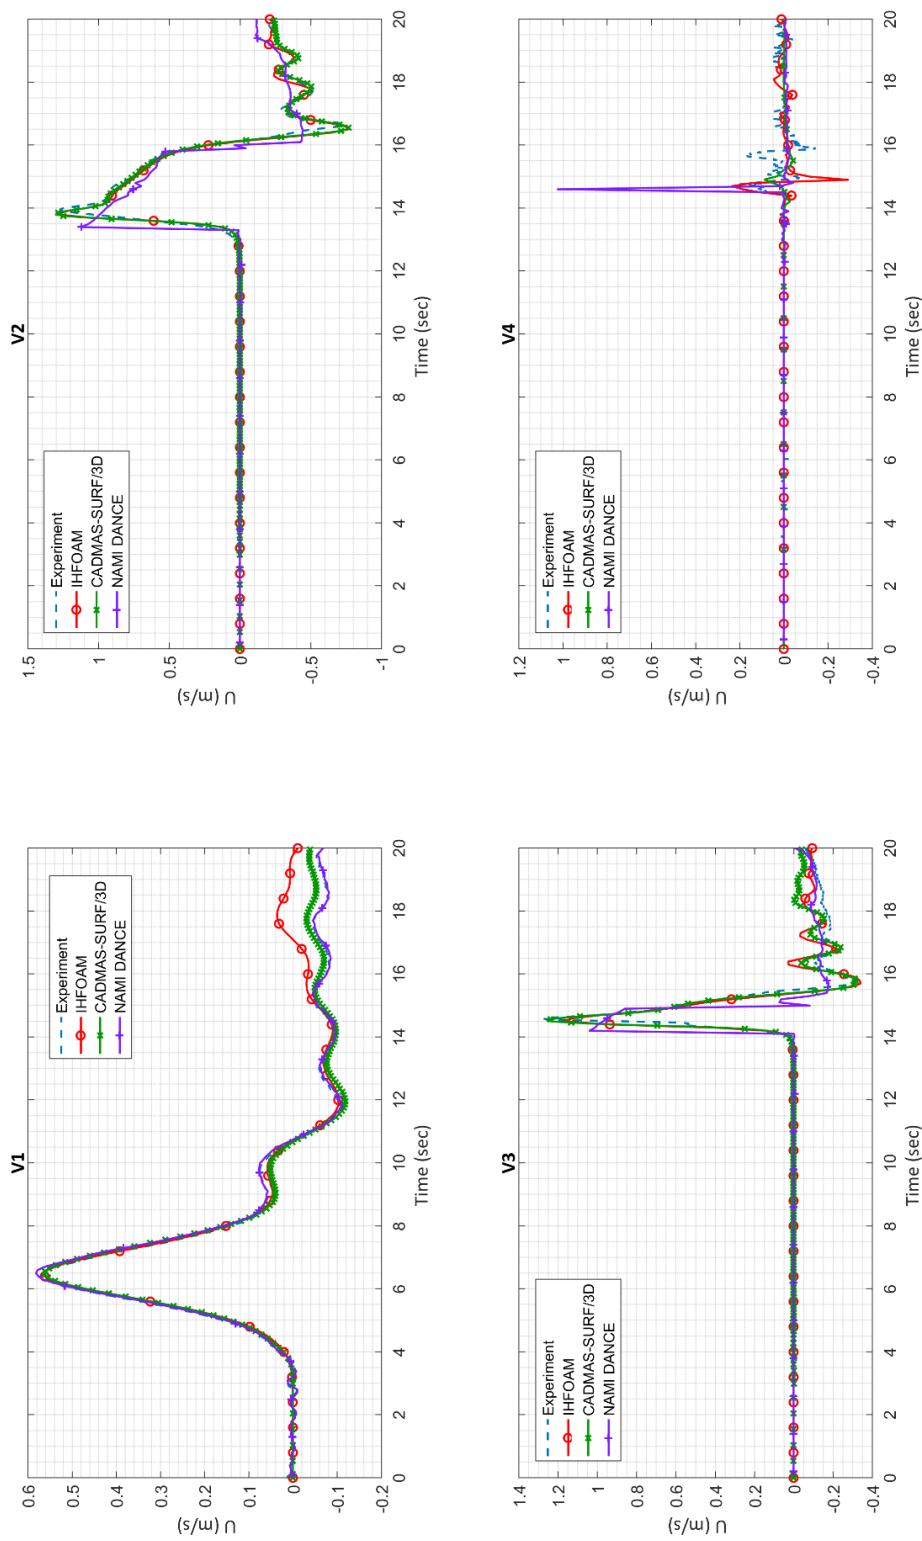 V1
0.6
0.5
0.4
0.3
0.2
0.1
0
-0.1
-0.2
U (m/s)
0 2 4 6 8 10 12 14 16 18 20
Time (sec)
Experiment
IHFOAM
CADMAS-SURF/3D
NAMI DANCE
V2
1.5
1
0.5
0
-0.5
-1
U (m/s)
0 2 4 6 8 10 12 14 16 18 20
Time (sec)
Experiment
IHFOAM
CADMAS-SURF/3D
NAMI DANCE
V3
1.4
1.2
1
0.8
0.6
0.4
0.2
0
-0.2
-0.4
U (m/s)
0 2 4 6 8 10 12 14 16 18 20
Time (sec)
Experiment
IHFOAM
CADMAS-SURF/3D
NAMI DANCE
V4
1.2
1
0.8
0.6
0.4
0.2
0
-0.2
-0.4
U (m/s)
0 2 4 6 8 10 12 14 16 18 20
Time (sec)
Experiment
IHFOAM
CADMAS-SURF/3D
NAMI DANCE